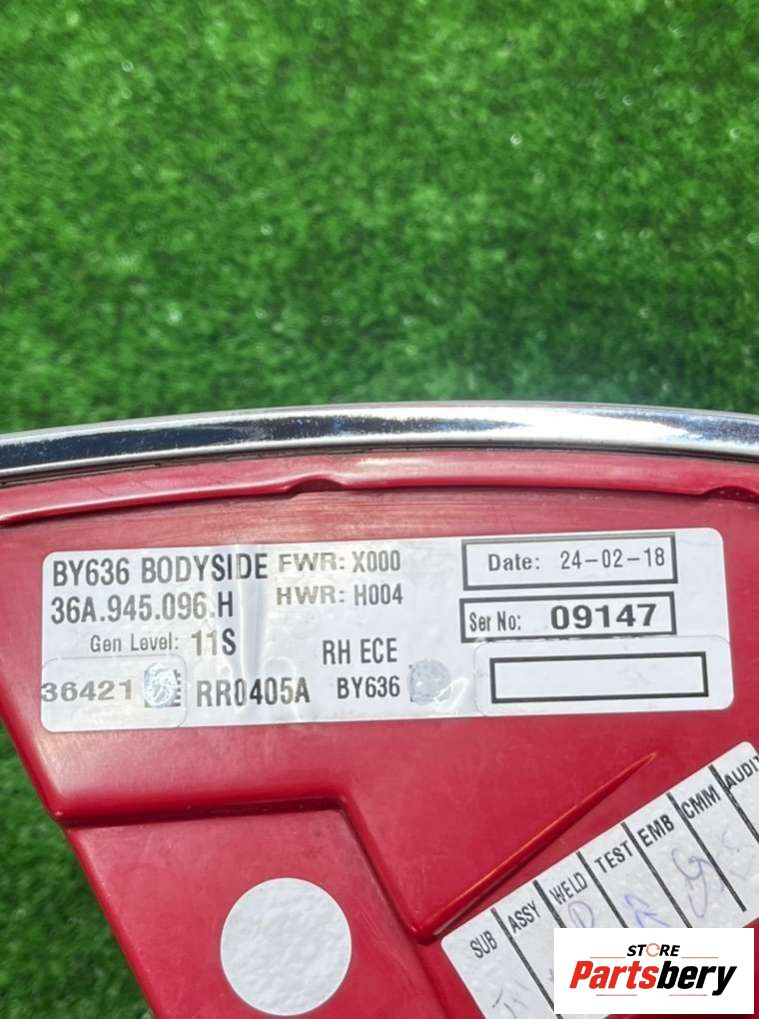 BY636 BODYSIDE FWR: X000
36A.945.096.H HWR: H004
Gen Level: 11S
RH ECE
36421 RR0405A BY636
Date: 24-02-18
Ser No: 09147
SUB ASSY WELD TEST EMB CMM AUDIT
STORE
Partsbery